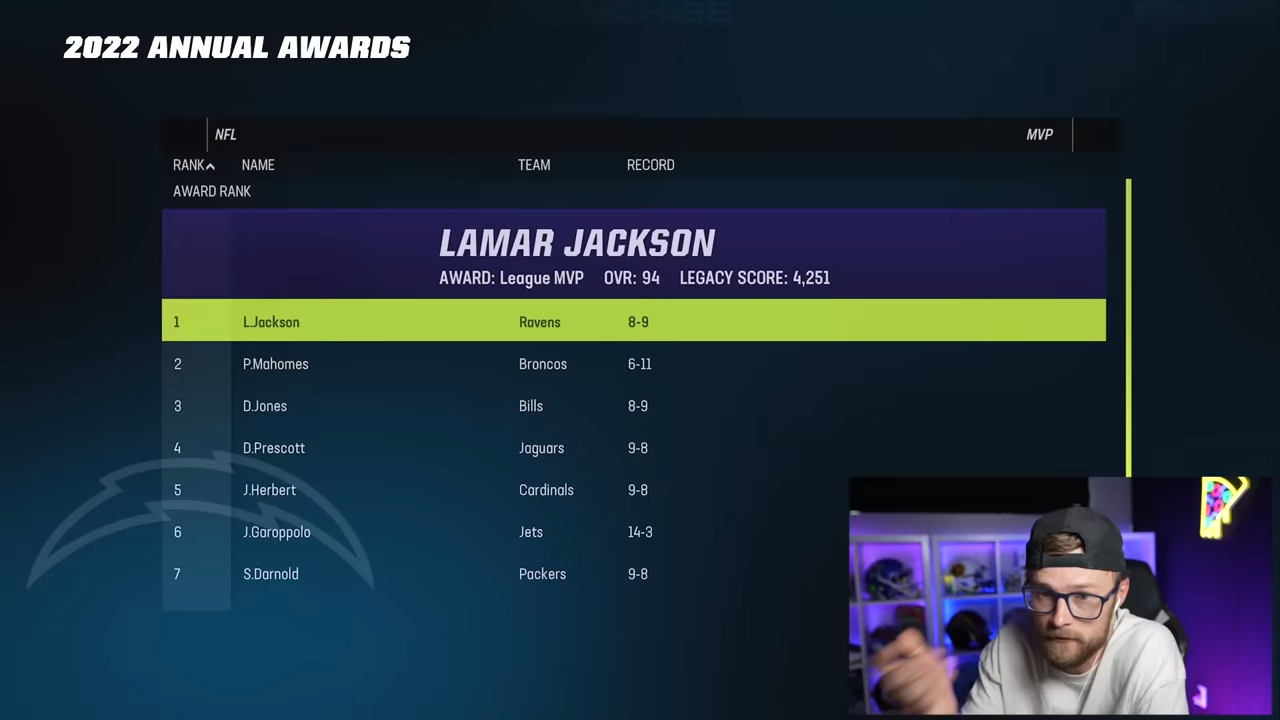 2022 ANNUAL AWARDS
NFL MVP
RANK NAME TEAM RECORD
AWARD RANK
LAMAR JACKSON
AWARD: League MVP OVR: 94 LEGACY SCORE: 4,251
1 L.Jackson Ravens 8-9
2 P.Mahomes Broncos 6-11
3 D.Jones Bills 8-9
4 D.Prescott Jaguars 9-8
5 J.Herbert Cardinals 9-8
6 J.Garoppolo Jets 14-3
7 S.Darnold Packers 9-8